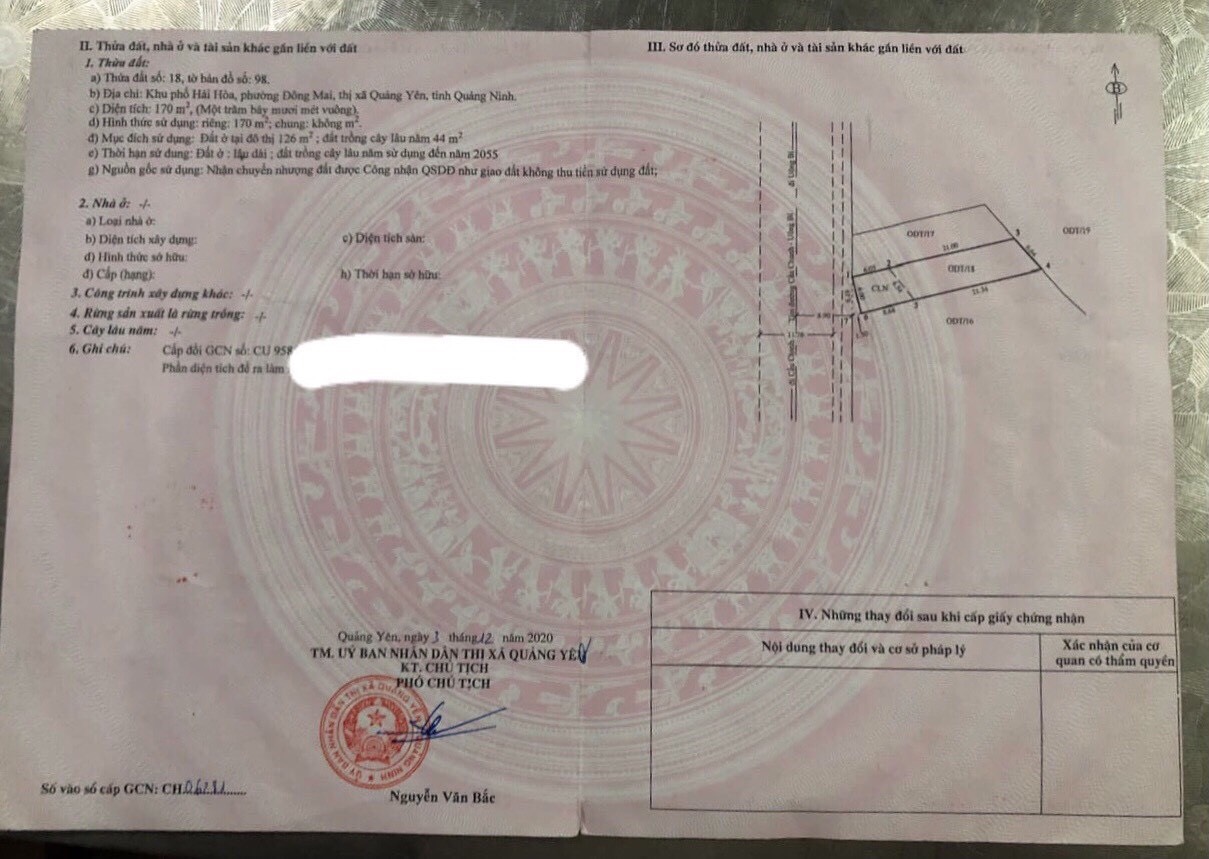 II. Thửa đất, nhà ở và tài sản khác gắn liền với đất
1. Thửa đất:
a) Thửa đất số: 18, tờ bản đồ số: 98.
b) Địa chỉ: Khu phố Hải Hòa, phường Đông Mai, thị xã Quảng Yên, tỉnh Quảng Ninh.
c) Diện tích: 170 m², (Một trăm bảy mươi mét vuông).
d) Hình thức sử dụng: riêng: 170 m²; chung: không m².
đ) Mục đích sử dụng: Đất ở tại đô thị 126 m² ; đất trồng cây lâu năm 44 m²
e) Thời hạn sử dụng: Đất ở : lâu dài ; đất trồng cây lâu năm sử dụng đến năm 2055
g) Nguồn gốc sử dụng: Nhận chuyển nhượng đất được Công nhận QSDĐ như giao đất không thu tiền sử dụng đất;
2. Nhà ở: -/-
a) Loại nhà ở:
b) Diện tích xây dựng:
c) Diện tích sàn:
d) Hình thức sở hữu:
đ) Cấp (hạng):
h) Thời hạn sở hữu:
3. Công trình xây dựng khác: -/-
4. Rừng sản xuất là rừng trồng: -/-
5. Cây lâu năm: -/-
6. Ghi chú:
Cấp đổi GCN số: CU 958
Phần diện tích để ra làm
Quảng Yên, ngày 3 tháng 12 năm 2020
TM. UỶ BAN NHÂN DÂN THỊ XÃ QUẢNG YÊN
KT. CHỦ TỊCH
PHÓ CHỦ TỊCH
Nguyễn Văn Bắc
Số vào sổ cấp GCN: CH
III. Sơ đồ thửa đất, nhà ở và tài sản khác gắn liền với đất
B
đi Uông Bí
đi Cầu Chanh
ODT/17
ODT/19
ODT/18
CLN
ODT/16
1
2
3
4
6
7
IV. Những thay đổi sau khi cấp giấy chứng nhận
Nội dung thay đổi và cơ sở pháp lý
Xác nhận của cơ
quan có thẩm quyền